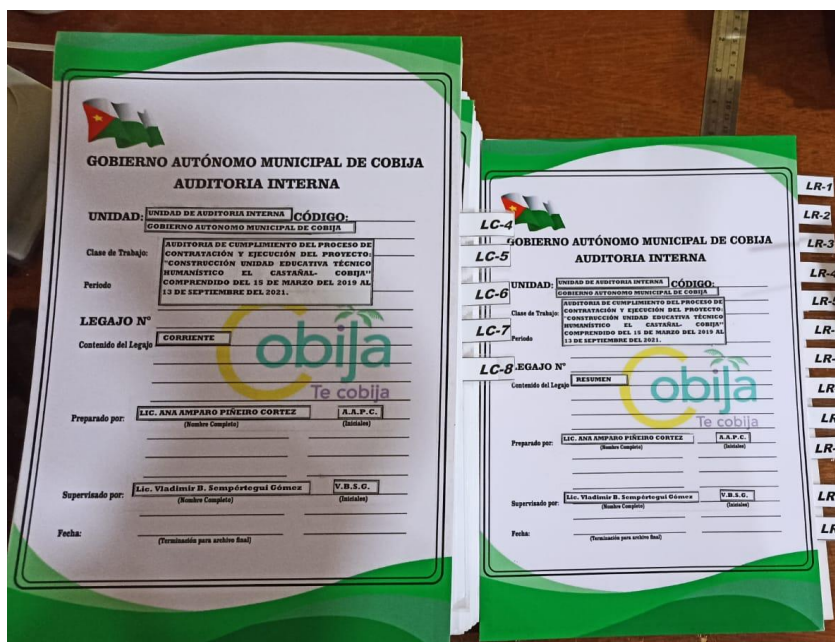 GOBIERNO AUTÓNOMO MUNICIPAL DE COBIJA
AUDITORIA INTERNA
UNIDAD: UNIDAD DE AUDITORIA INTERNA CÓDIGO:
GOBIERNO AUTONOMO MUNICIPAL DE COBIJA
Clase de Trabajo: AUDITORIA DE CUMPLIMIENTO DEL PROCESO DE
CONTRATACIÓN Y EJECUCIÓN DEL PROYECTO:
"CONSTRUCCIÓN UNIDAD EDUCATIVA TÉCNICO
HUMANÍSTICO EL CASTAÑAL- COBIJA"
Periodo COMPRENDIDO DEL 15 DE MARZO DEL 2019 AL
13 DE SEPTIEMBRE DEL 2021.
LEGAJO Nº
Contenido del Legajo CORRIENTE
Cobija
Te cobija
Preparado por: LIC. ANA AMPARO PIÑEIRO CORTEZ A.A.P.C.
(Nombre Completo) (Iniciales)
Supervisado por: Lic. Vladimir B. Sempértegui Gómez V.B.S.G.
(Nombre Completo) (Iniciales)
Fecha:
(Terminación para archivo final)
LC-4
LC-5
LC-6
LC-7
LC-8
GOBIERNO AUTÓNOMO MUNICIPAL DE COBIJA
AUDITORIA INTERNA
UNIDAD: UNIDAD DE AUDITORIA INTERNA CÓDIGO:
GOBIERNO AUTONOMO MUNICIPAL DE COBIJA
Clase de Trabajo: AUDITORIA DE CUMPLIMIENTO DEL PROCESO DE
CONTRATACIÓN Y EJECUCIÓN DEL PROYECTO:
"CONSTRUCCIÓN UNIDAD EDUCATIVA TÉCNICO
HUMANÍSTICO EL CASTAÑAL- COBIJA"
Periodo COMPRENDIDO DEL 15 DE MARZO DEL 2019 AL
13 DE SEPTIEMBRE DEL 2021.
LEGAJO Nº
Contenido del Legajo RESUMEN
Cobija
Te cobija
Preparado por: LIC. ANA AMPARO PIÑEIRO CORTEZ A.A.P.C.
(Nombre Completo) (Iniciales)
Supervisado por: Lic. Vladimir B. Sempértegui Gómez V.B.S.G.
(Nombre Completo) (Iniciales)
Fecha:
(Terminación para archivo final)
LR-1
LR-2
LR-3